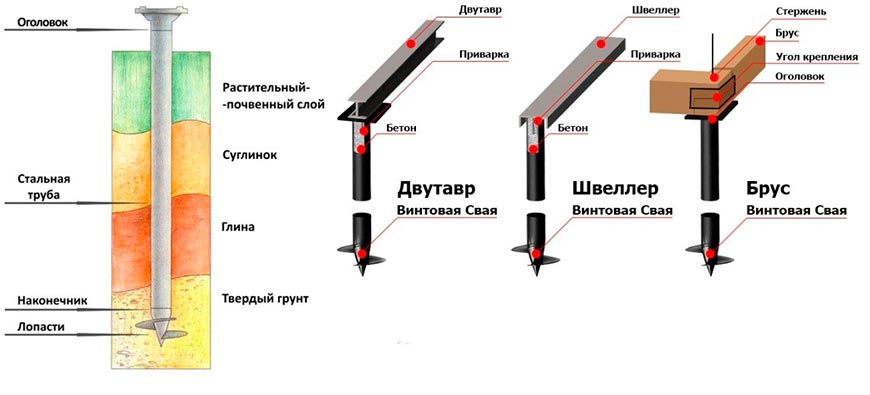 Оголовок
Растительный-
-почвенный слой
Суглинок
Стальная
труба
Глина
Наконечник
Твердый грунт
Лопасти
Двутавр
Приварка
Бетон
Двутавр
Винтовая Свая
Швеллер
Приварка
Бетон
Швеллер
Винтовая Свая
Стержень
Брус
Угол крепления
Оголовок
Брус
Винтовая Свая